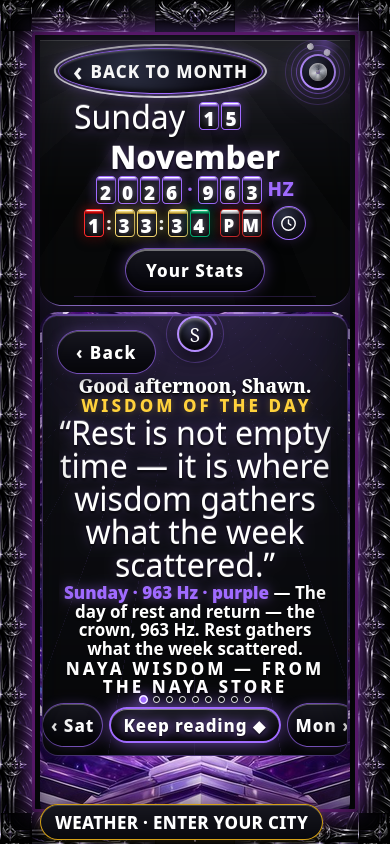 ‹ BACK TO MONTH
Sunday 15
November
2026 · 963 HZ
1:33:34 PM
Your Stats
S
‹ Back
Good afternoon, Shawn.
WISDOM OF THE DAY
“Rest is not empty
time — it is where
wisdom gathers
what the week
scattered.”
Sunday · 963 Hz · purple — The
day of rest and return — the
crown, 963 Hz. Rest gathers
what the week scattered.
NAYA WISDOM — FROM
THE NAYA STORE
‹ Sat
Keep reading ◆
Mon ›
WEATHER · ENTER YOUR CITY